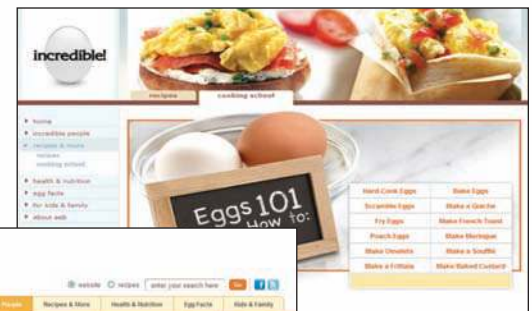 incredible!
recipes cooking school
home
incredible people
recipes & more
recipes
cooking school
health & nutrition
egg facts
for kids & family
about aeb
Eggs 101
How to:
Hard-Cook Eggs Bake Eggs
Scramble Eggs Make a Quiche
Fry Eggs Make French Toast
Poach Eggs Make Meringue
Make Omelets Make a Soufflé
Make a Frittata Make Baked Custard
website recipes enter your search here Go
People Recipes & More Health & Nutrition Egg Facts Kids & Family